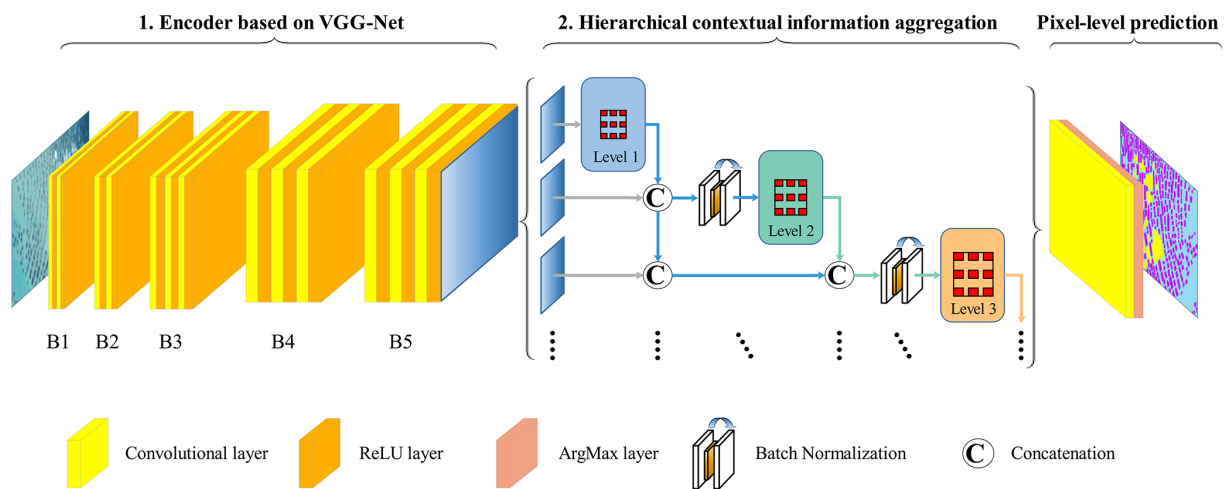 1. Encoder based on VGG-Net
2. Hierarchical contextual information aggregation
Pixel-level prediction
Level 1
C
Level 2
C
C
Level 3
B1
B2
B3
B4
B5
Convolutional layer
ReLU layer
ArgMax layer
Batch Normalization
C
Concatenation